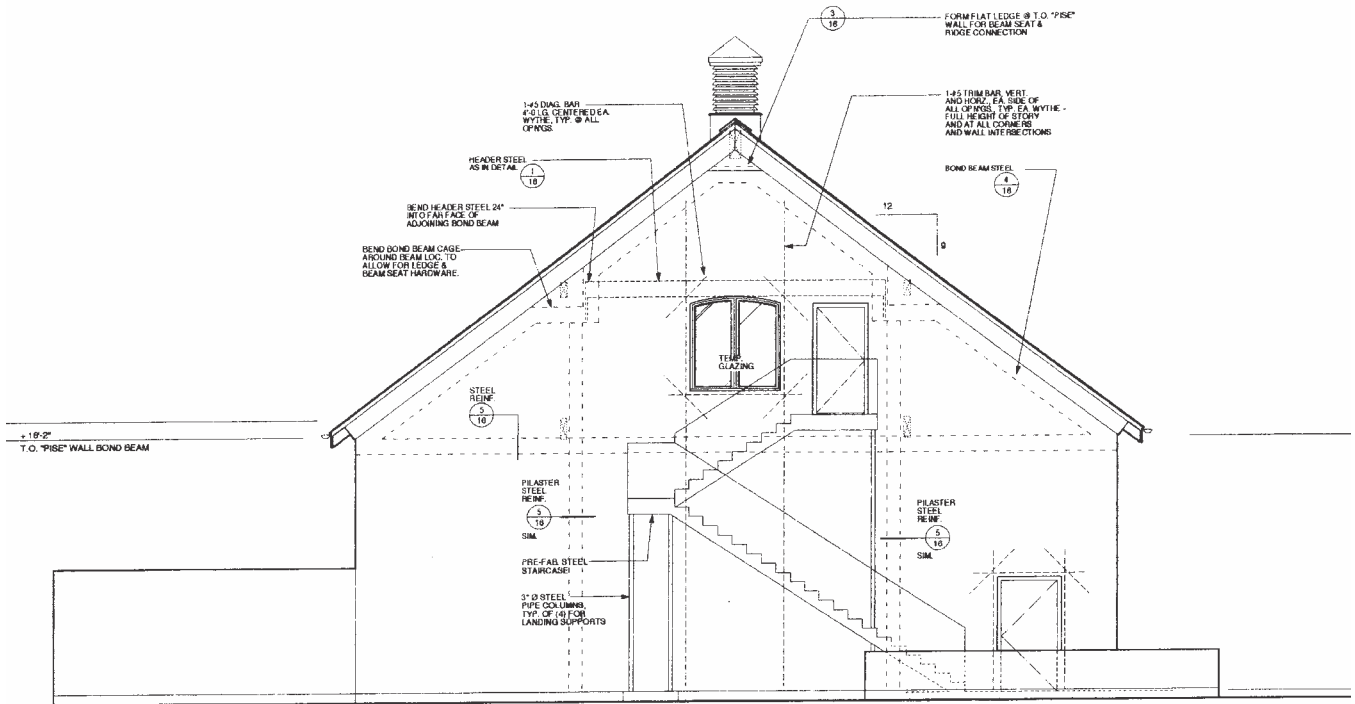 3
16
FORM FLAT LEDGE @ T.O. "PISE"
WALL FOR BEAM SEAT &
RIDGE CONNECTION
1-#5 DIAG. BAR
4'-0 LG. CENTERED EA.
WYTHE, TYP. @ ALL
OP'NGS.
1-#5 TRIM BAR, VERT.
AND HORZ., EA. SIDE OF
ALL OP'NGS., TYP. EA. WYTHE -
FULL HEIGHT OF STORY
AND AT ALL CORNERS
AND WALL INTERSECTIONS
HEADER STEEL
AS IN DETAIL
1
16
BOND BEAM STEEL
4
16
BEND HEADER STEEL 24"
INTO FAR FACE OF
ADJOINING BOND BEAM
12
9
BEND BOND BEAM CAGE
AROUND BEAM LOC. TO
ALLOW FOR LEDGE &
BEAM SEAT HARDWARE.
TEMP.
GLAZING
STEEL
REINF.
5
16
+ 16'-2"
T.O. "PISE" WALL BOND BEAM
PILASTER
STEEL
REINF.
5
16
SIM.
PILASTER
STEEL
REINF.
5
16
SIM.
PRE-FAB. STEEL
STAIRCASE
3" Ø STEEL
PIPE COLUMNS,
TYP. OF (4) FOR
LANDING SUPPORTS